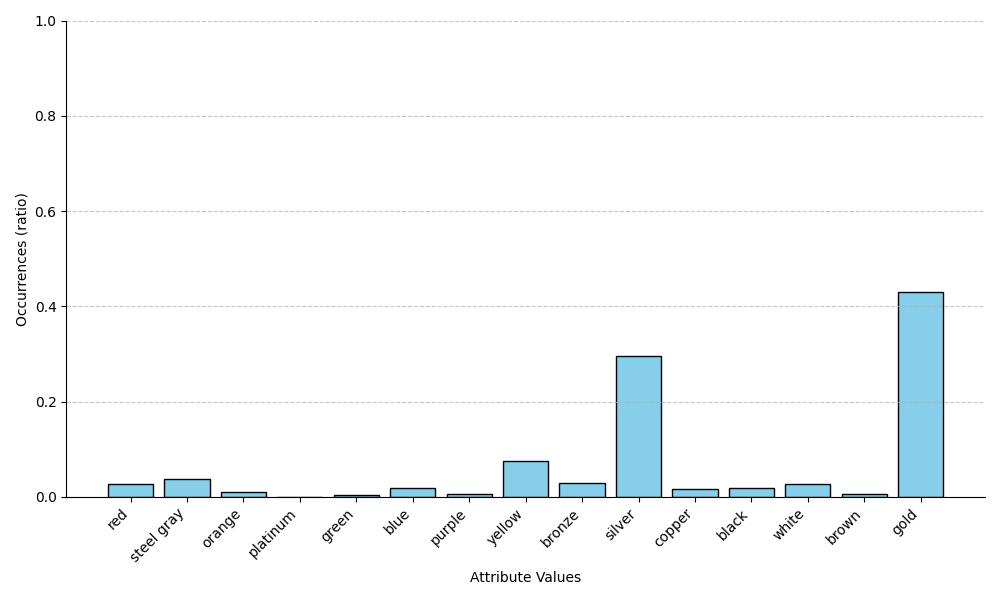 1.0
0.8
0.6
0.4
0.2
0.0
Occurrences (ratio)
red
steel gray
orange
platinum
green
blue
purple
yellow
bronze
silver
copper
black
white
brown
gold
Attribute Values